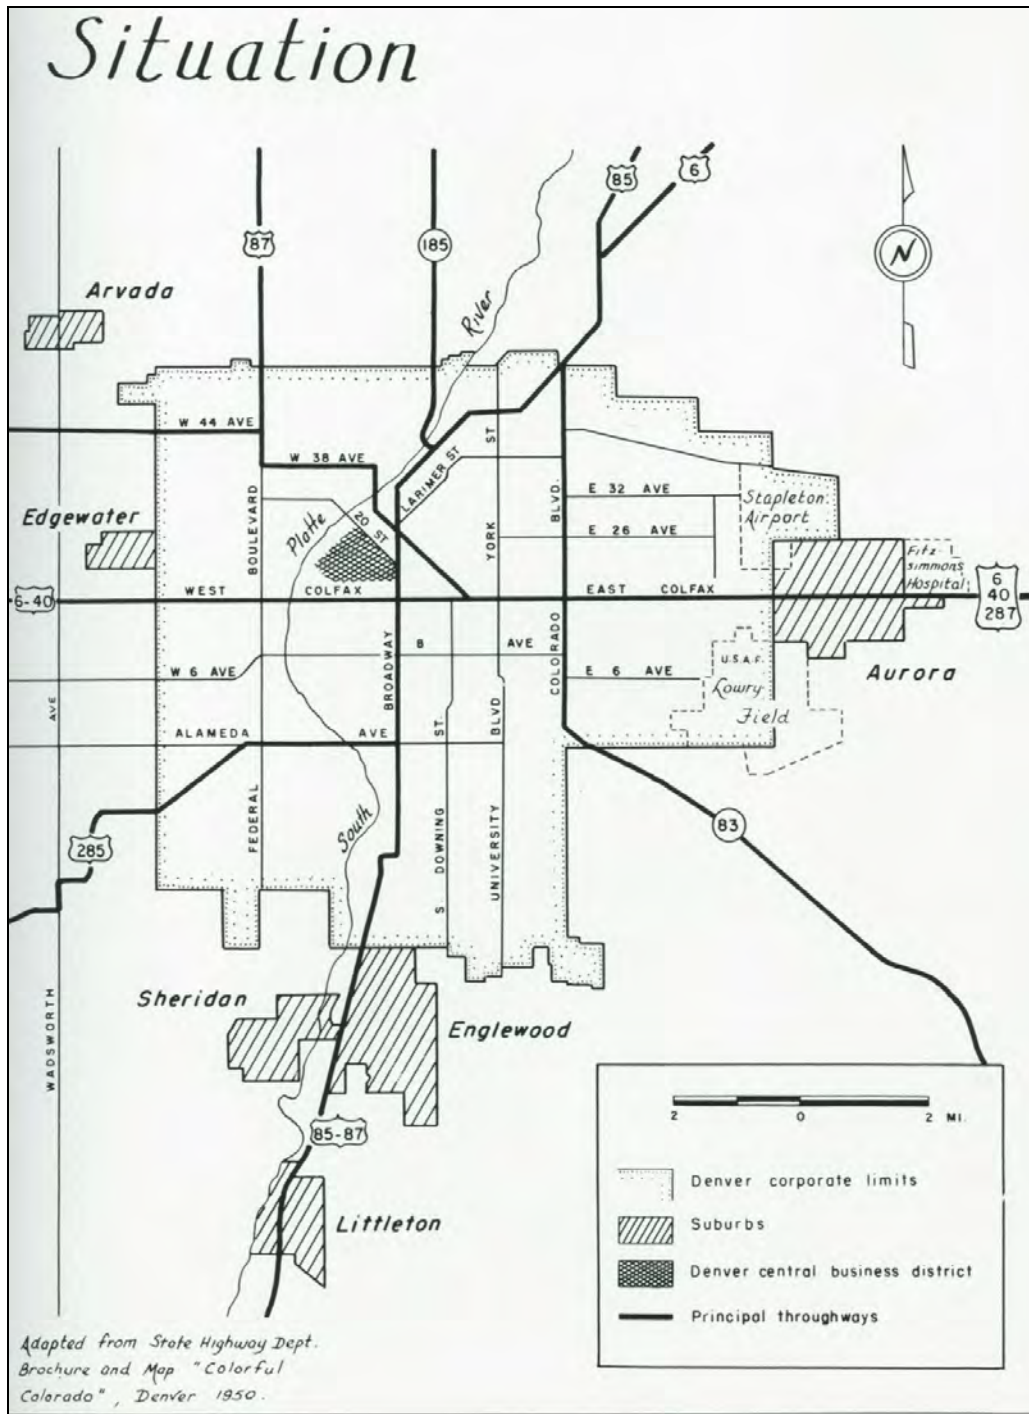 Situation
85
6
87
185
N
Arvada
River
W 44 AVE
W 38 AVE
LARIMER ST
ST
BLVD.
E 32 AVE
Stapleton
Airport
Edgewater
BOULEVARD
20 ST
Platte
YORK
E 26 AVE
Fitz-
simmons
Hospital
6-40
WEST COLFAX
EAST COLFAX
6
40
287
AVE
W 6 AVE
BROADWAY
8 AVE
COLORADO
E 6 AVE
U.S.A.F.
Lowry
Field
Aurora
ALAMEDA AVE
ST.
BLVD
285
FEDERAL
South
S DOWNING
UNIVERSITY
83
WADSWORTH
Sheridan
Englewood
85-87
Littleton
2 0 2 MI.
Denver corporate limits
Suburbs
Denver central business district
Principal throughways
Adapted from State Highway Dept.
Brochure and Map "Colorful
Colorado", Denver 1950.